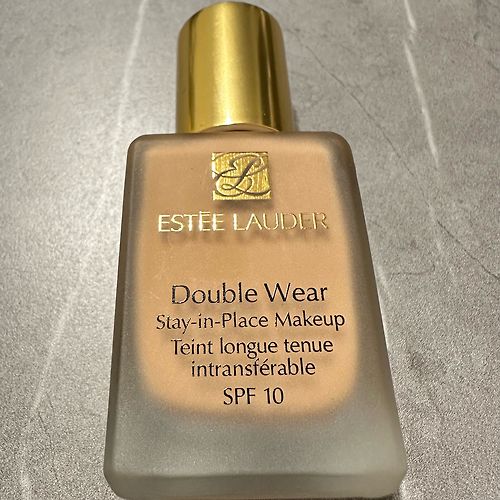 ESTĒE LAUDER
Double Wear
Stay-in-Place Makeup
Teint longue tenue
intransférable
SPF 10